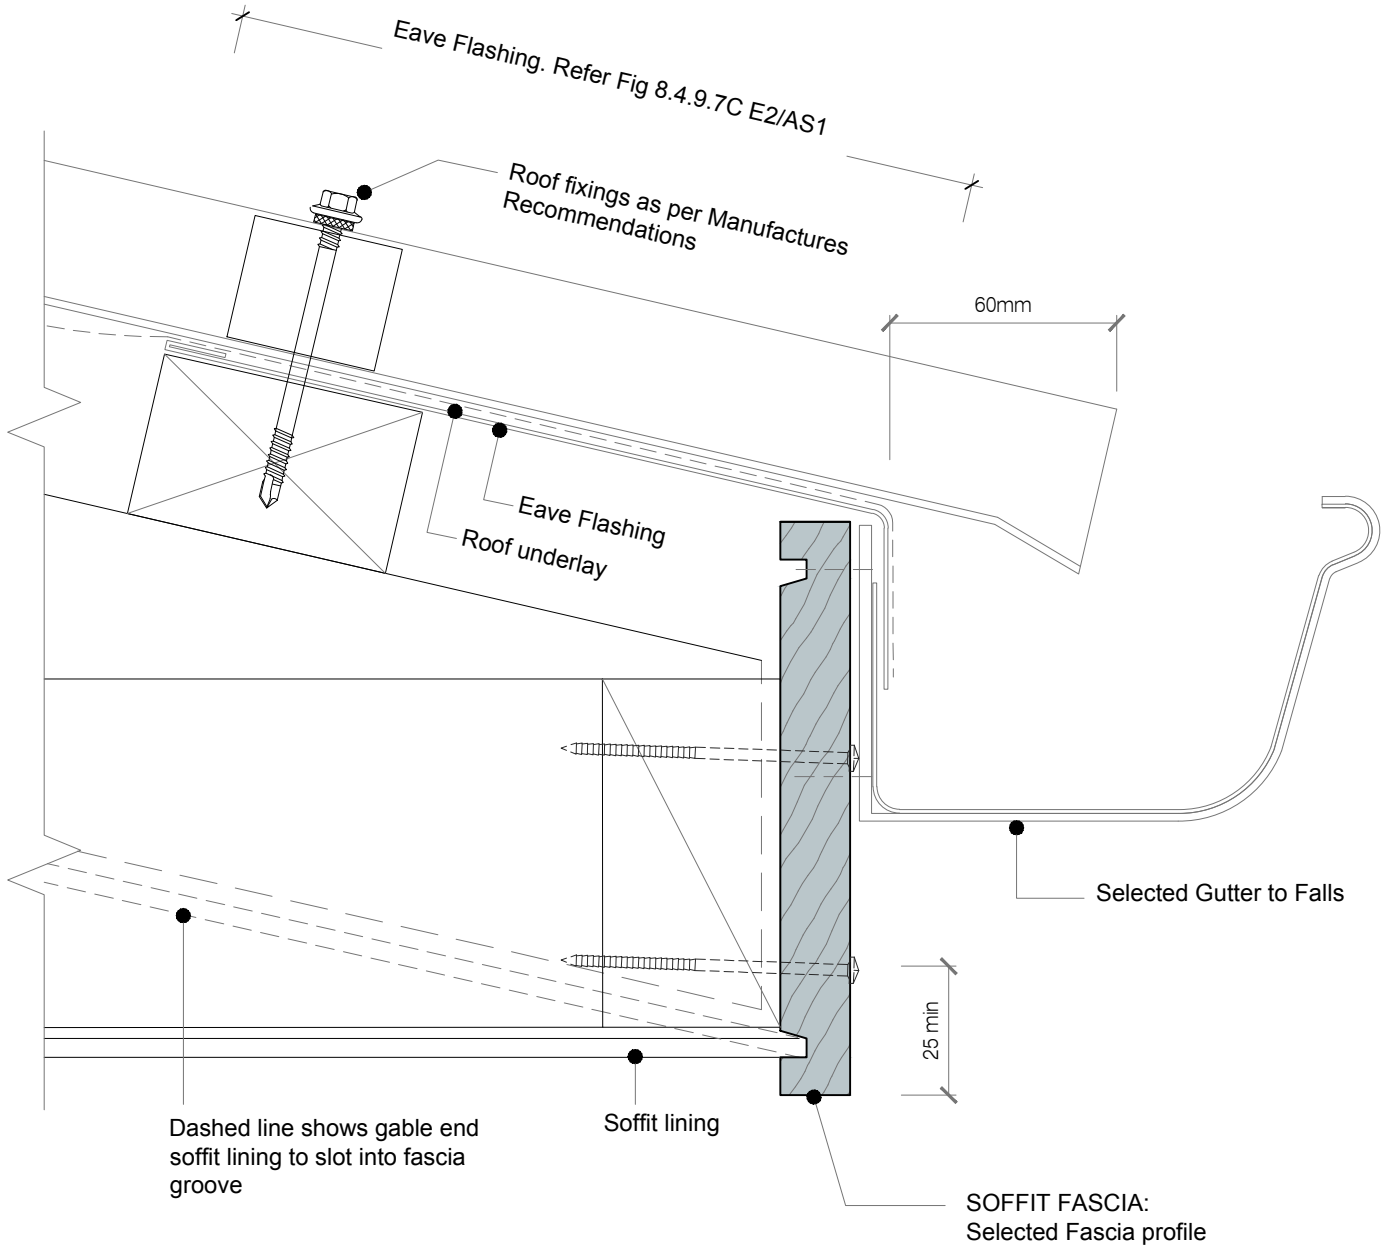 Eave Flashing. Refer Fig 8.4.9.7C E2/AS1
Roof fixings as per Manufactures
Recommendations
60mm
Eave Flashing
Roof underlay
Selected Gutter to Falls
25 min
Soffit lining
Dashed line shows gable end
soffit lining to slot into fascia
groove
SOFFIT FASCIA:
Selected Fascia profile